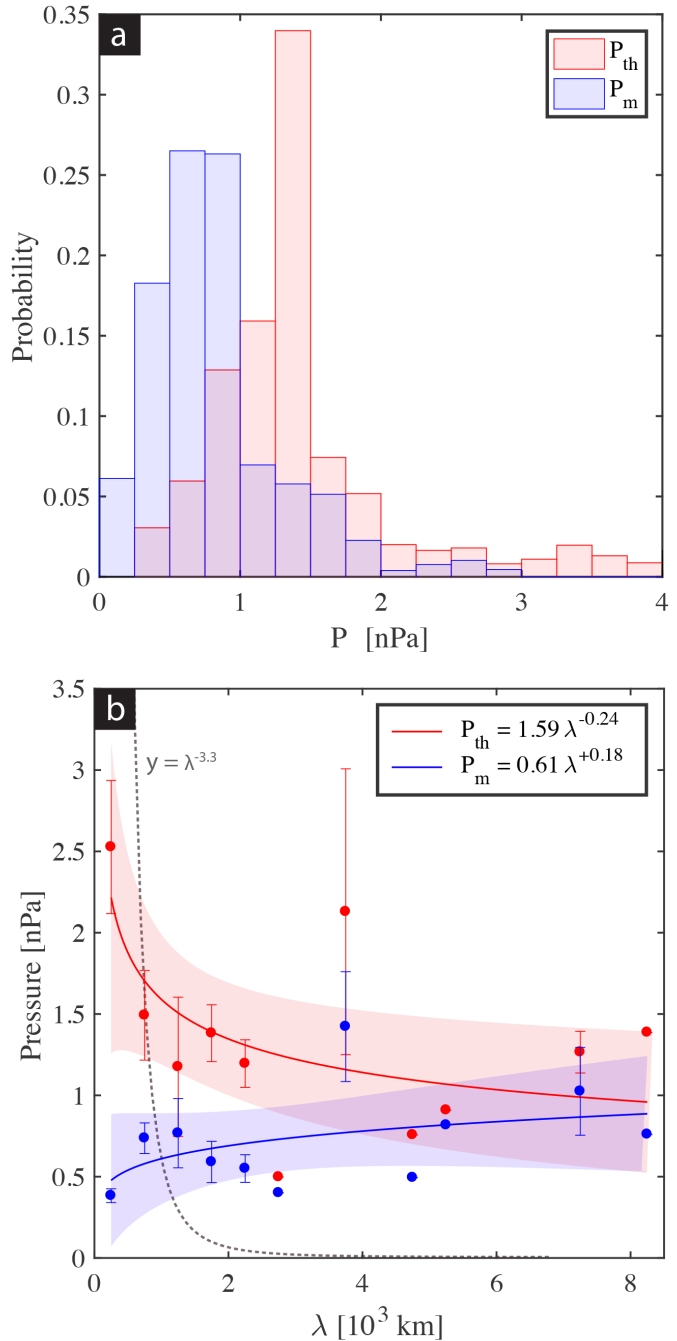 a
0.35
0.3
0.25
0.2
0.15
0.1
0.05
0
Probability
P_th
P_m
0 1 2 3 4
P [nPa]
b
3.5
3
2.5
2
1.5
1
0.5
0
Pressure [nPa]
y = λ^-3.3
P_th = 1.59 λ^-0.24
P_m = 0.61 λ^+0.18
0 2 4 6 8
λ [10^3 km]